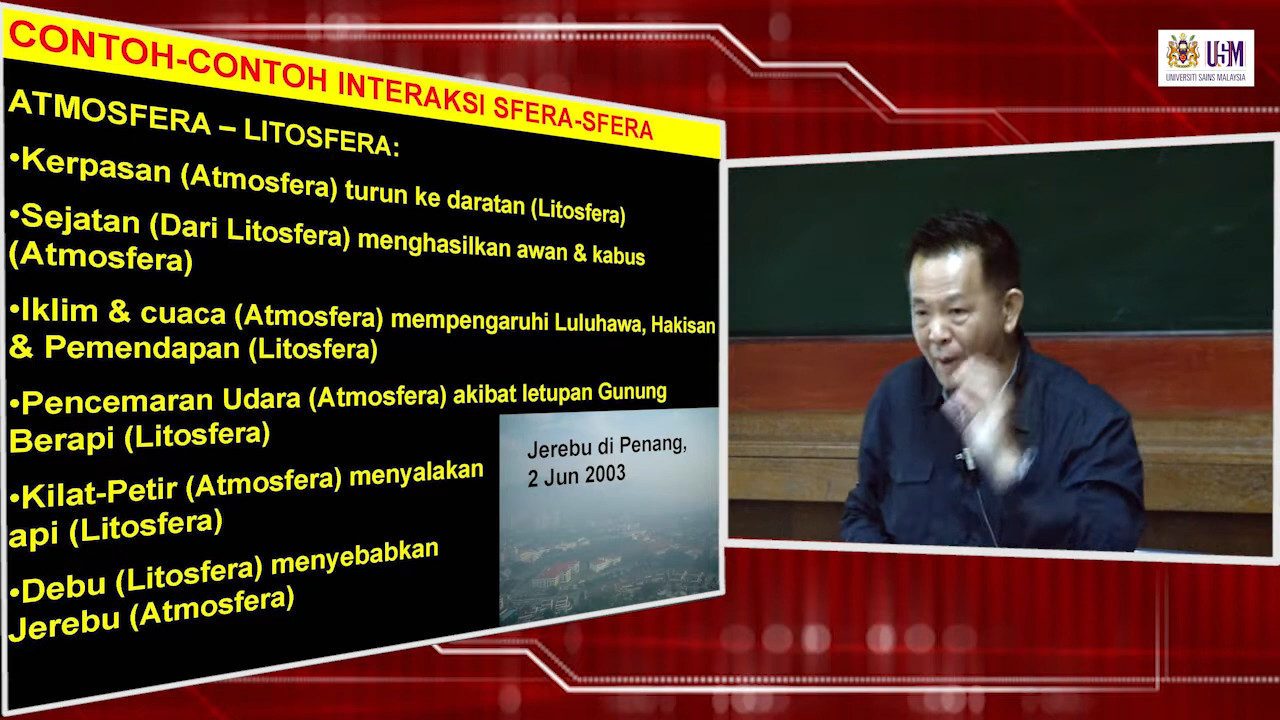 CONTOH-CONTOH INTERAKSI SFERA-SFERA
ATMOSFERA – LITOSFERA:
•Kerpasan (Atmosfera) turun ke daratan (Litosfera)
•Sejatan (Dari Litosfera) menghasilkan awan & kabus
(Atmosfera)
•Iklim & cuaca (Atmosfera) mempengaruhi Luluhawa, Hakisan
& Pemendapan (Litosfera)
•Pencemaran Udara (Atmosfera) akibat letupan Gunung
Berapi (Litosfera)
•Kilat-Petir (Atmosfera) menyalakan
api (Litosfera)
•Debu (Litosfera) menyebabkan
Jerebu (Atmosfera)
Jerebu di Penang,
2 Jun 2003
USM
UNIVERSITI SAINS MALAYSIA